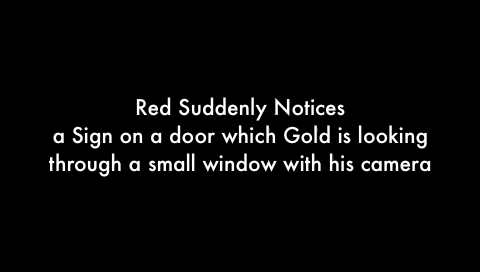 Red Suddenly Notices
a Sign on a door which Gold is looking
through a small window with his camera